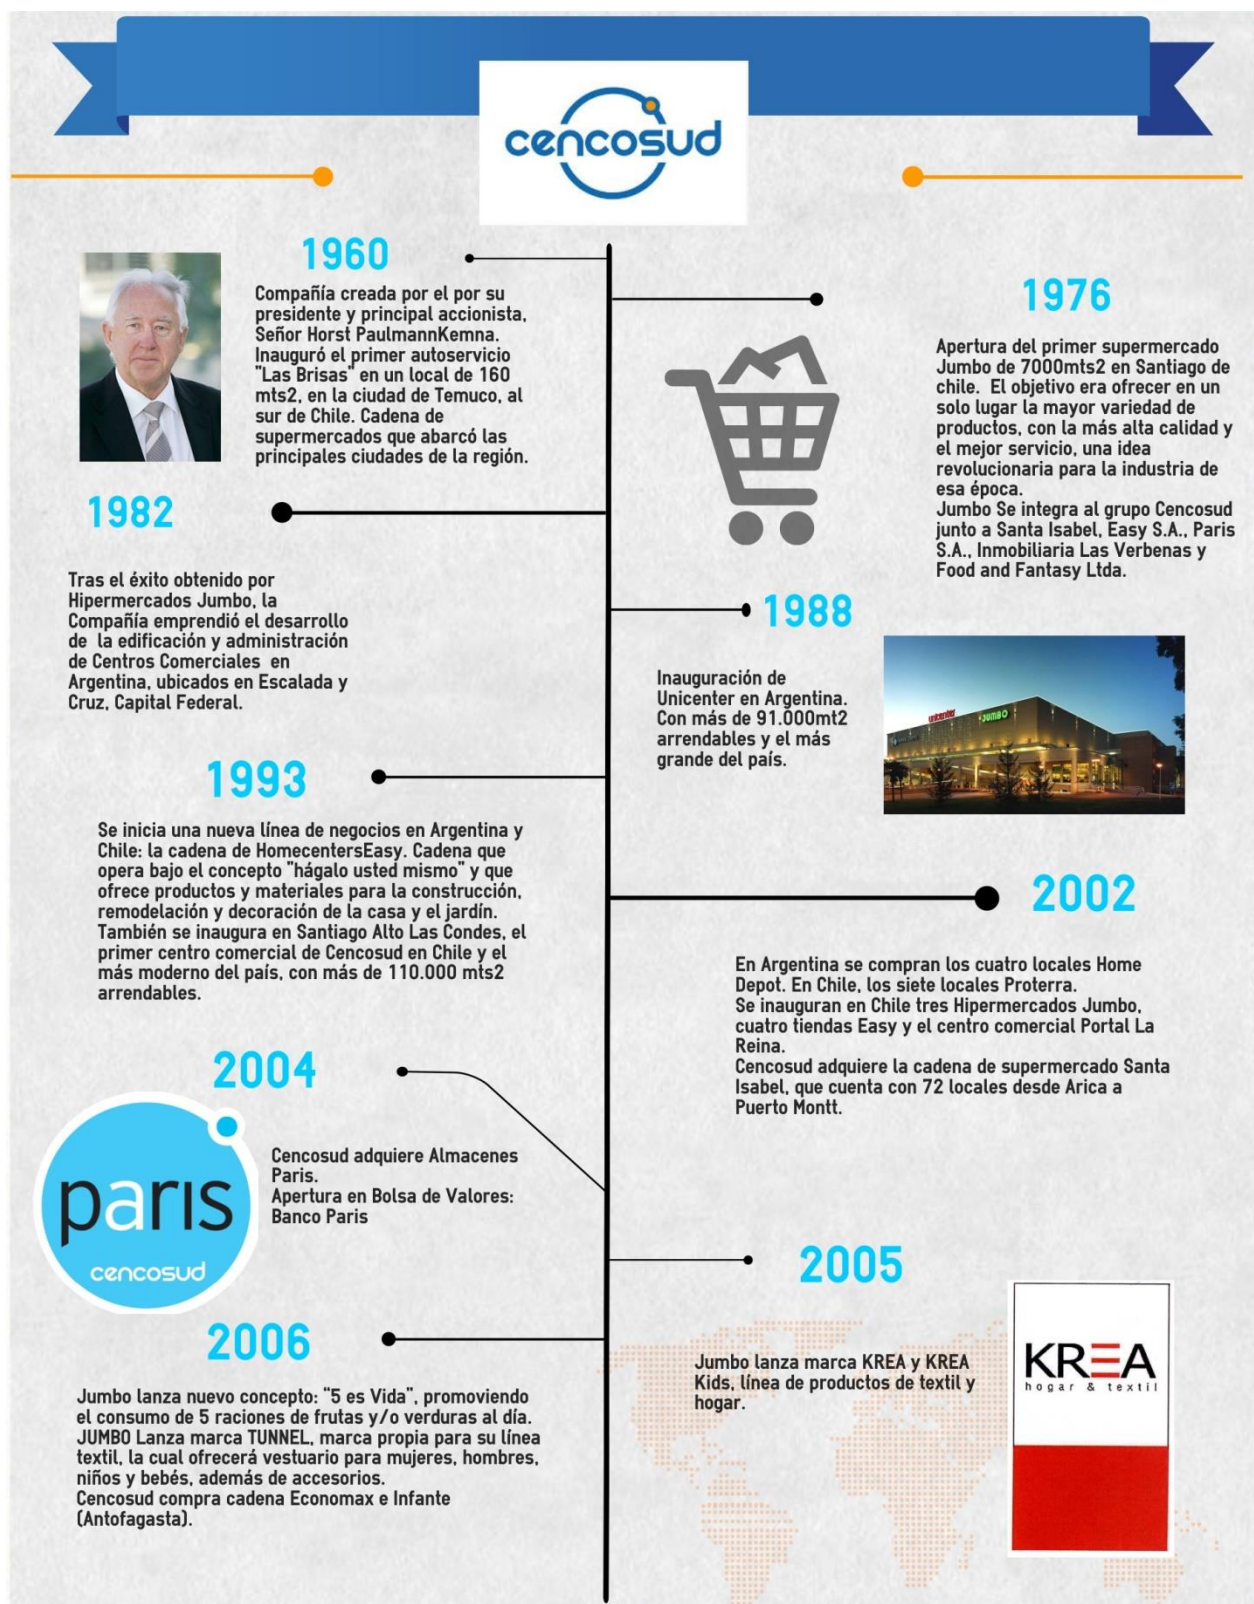 cencosud
1960
Compañía creada por el por su
presidente y principal accionista,
Señor Horst PaulmannKemna.
Inauguró el primer autoservicio
"Las Brisas" en un local de 160
mts2, en la ciudad de Temuco, al
sur de Chile. Cadena de
supermercados que abarcó las
principales ciudades de la región.
1976
Apertura del primer supermercado
Jumbo de 7000mts2 en Santiago de
chile. El objetivo era ofrecer en un
solo lugar la mayor variedad de
productos, con la más alta calidad y
el mejor servicio, una idea
revolucionaria para la industria de
esa época.
Jumbo Se integra al grupo Cencosud
junto a Santa Isabel, Easy S.A., Paris
S.A., Inmobiliaria Las Verbenas y
Food and Fantasy Ltda.
1982
Tras el éxito obtenido por
Hipermercados Jumbo, la
Compañía emprendió el desarrollo
de la edificación y administración
de Centros Comerciales en
Argentina, ubicados en Escalada y
Cruz, Capital Federal.
1988
Inauguración de
Unicenter en Argentina.
Con más de 91.000mt2
arrendables y el más
grande del país.
unicenter JUMBO
1993
Se inicia una nueva línea de negocios en Argentina y
Chile: la cadena de HomecentersEasy. Cadena que
opera bajo el concepto "hágalo usted mismo" y que
ofrece productos y materiales para la construcción,
remodelación y decoración de la casa y el jardín.
También se inaugura en Santiago Alto Las Condes, el
primer centro comercial de Cencosud en Chile y el
más moderno del país, con más de 110.000 mts2
arrendables.
2002
En Argentina se compran los cuatro locales Home
Depot. En Chile, los siete locales Proterra.
Se inauguran en Chile tres Hipermercados Jumbo,
cuatro tiendas Easy y el centro comercial Portal La
Reina.
Cencosud adquiere la cadena de supermercado Santa
Isabel, que cuenta con 72 locales desde Arica a
Puerto Montt.
2004
Cencosud adquiere Almacenes
Paris.
Apertura en Bolsa de Valores:
Banco Paris
paris
cencosud
2005
Jumbo lanza marca KREA y KREA
Kids, línea de productos de textil y
hogar.
KREA
hogar & textil
2006
Jumbo lanza nuevo concepto: "5 es Vida", promoviendo
el consumo de 5 raciones de frutas y/o verduras al día.
JUMBO Lanza marca TUNNEL, marca propia para su línea
textil, la cual ofrecerá vestuario para mujeres, hombres,
niños y bebés, además de accesorios.
Cencosud compra cadena Economax e Infante
(Antofagasta).